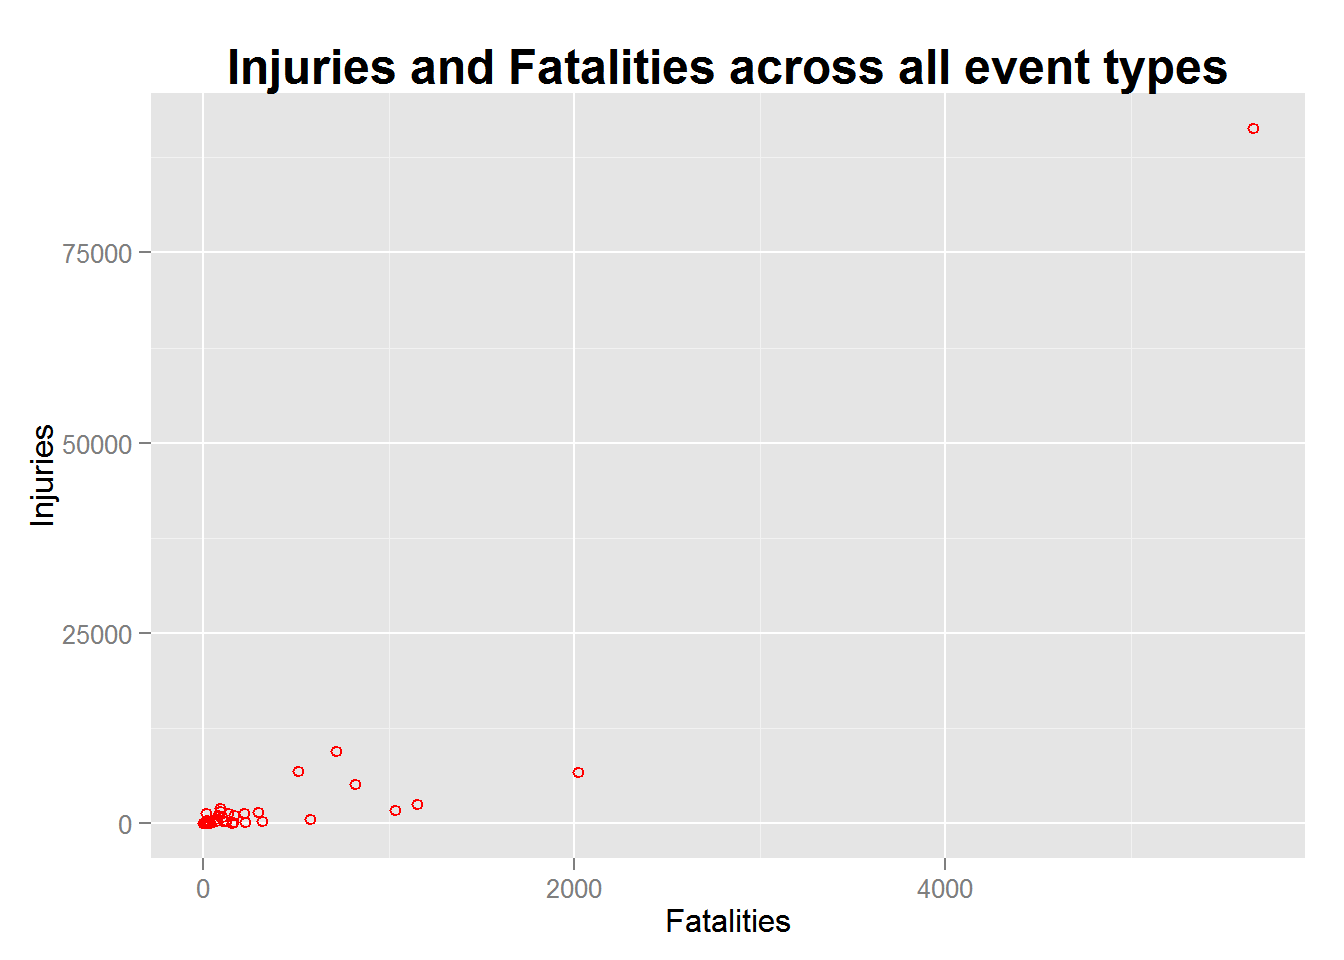 Injuries and Fatalities across all event types
75000
50000
25000
0
Injuries
0 2000 4000
Fatalities